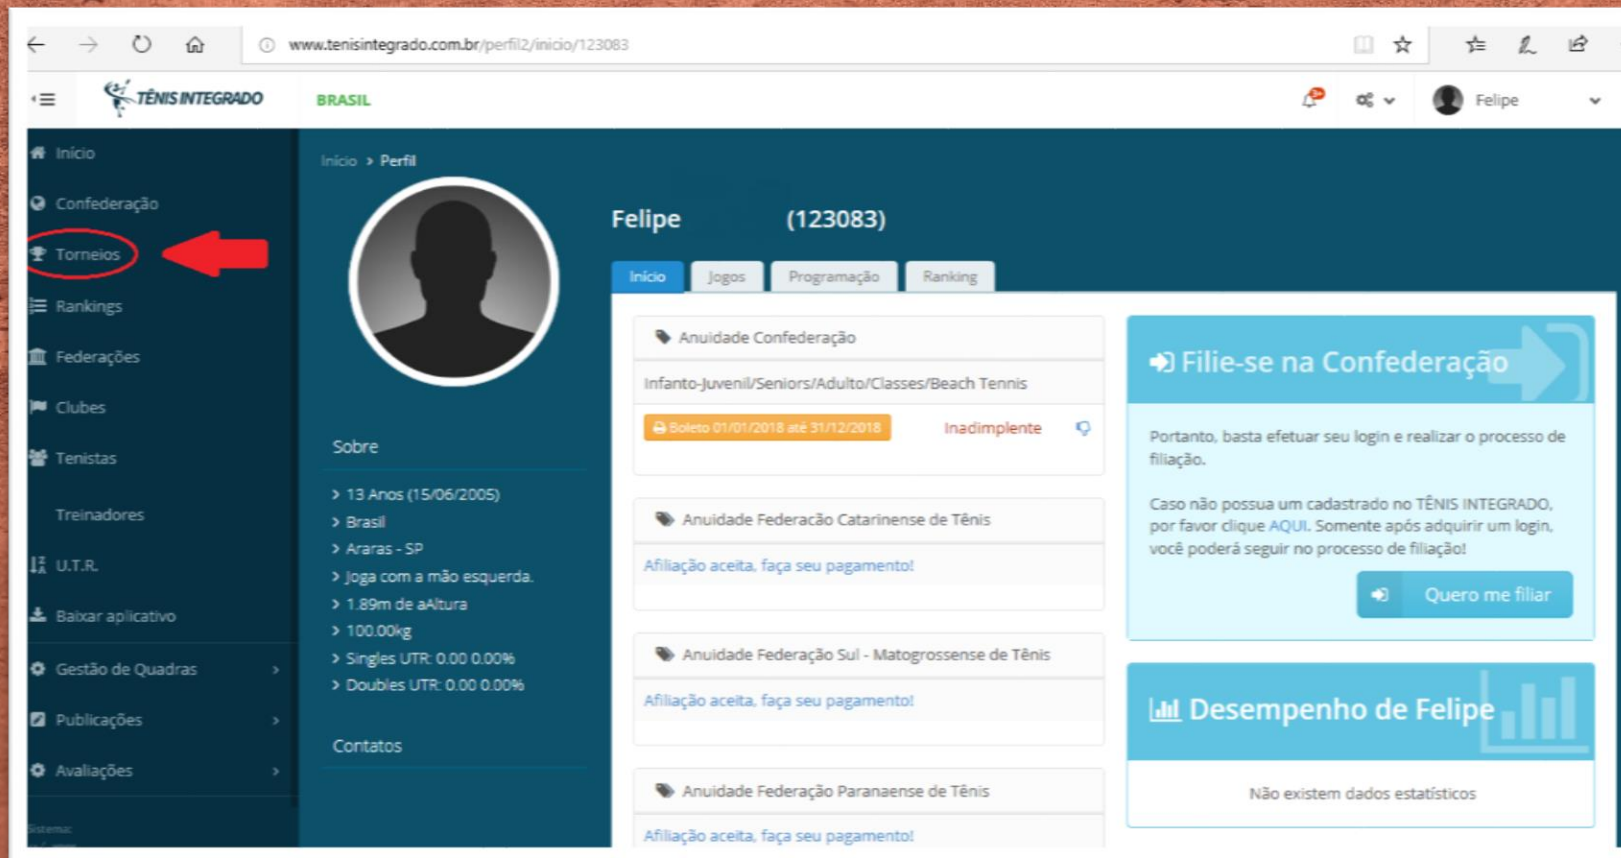 www.tenisintegrado.com.br/perfil2/inicio/123083
TÊNIS INTEGRADO
BRASIL
3+
Felipe
Início
Confederação
Torneios
Rankings
Federações
Clubes
Tenistas
Treinadores
U.T.R.
Baixar aplicativo
Gestão de Quadras
Publicações
Avaliações
Sistema:
Início > Perfil
Sobre
> 13 Anos (15/06/2005)
> Brasil
> Araras - SP
> Joga com a mão esquerda.
> 1.89m de aAltura
> 100.00kg
> Singles UTR: 0.00 0.00%
> Doubles UTR: 0.00 0.00%
Contatos
Felipe (123083)
Início Jogos Programação Ranking
Anuidade Confederação
Infanto-Juvenil/Seniors/Adulto/Classes/Beach Tennis
Boleto 01/01/2018 até 31/12/2018 Inadimplente
Anuidade Federacão Catarinense de Tênis
Afiliação aceita, faça seu pagamento!
Anuidade Federação Sul - Matogrossense de Tênis
Afiliação aceita, faça seu pagamento!
Anuidade Federação Paranaense de Tênis
Afiliação aceita, faça seu pagamento!
Filie-se na Confederação
Portanto, basta efetuar seu login e realizar o processo de
filiação.
Caso não possua um cadastrado no TÊNIS INTEGRADO,
por favor clique AQUI. Somente após adquirir um login,
você poderá seguir no processo de filiação!
Quero me filiar
Desempenho de Felipe
Não existem dados estatísticos